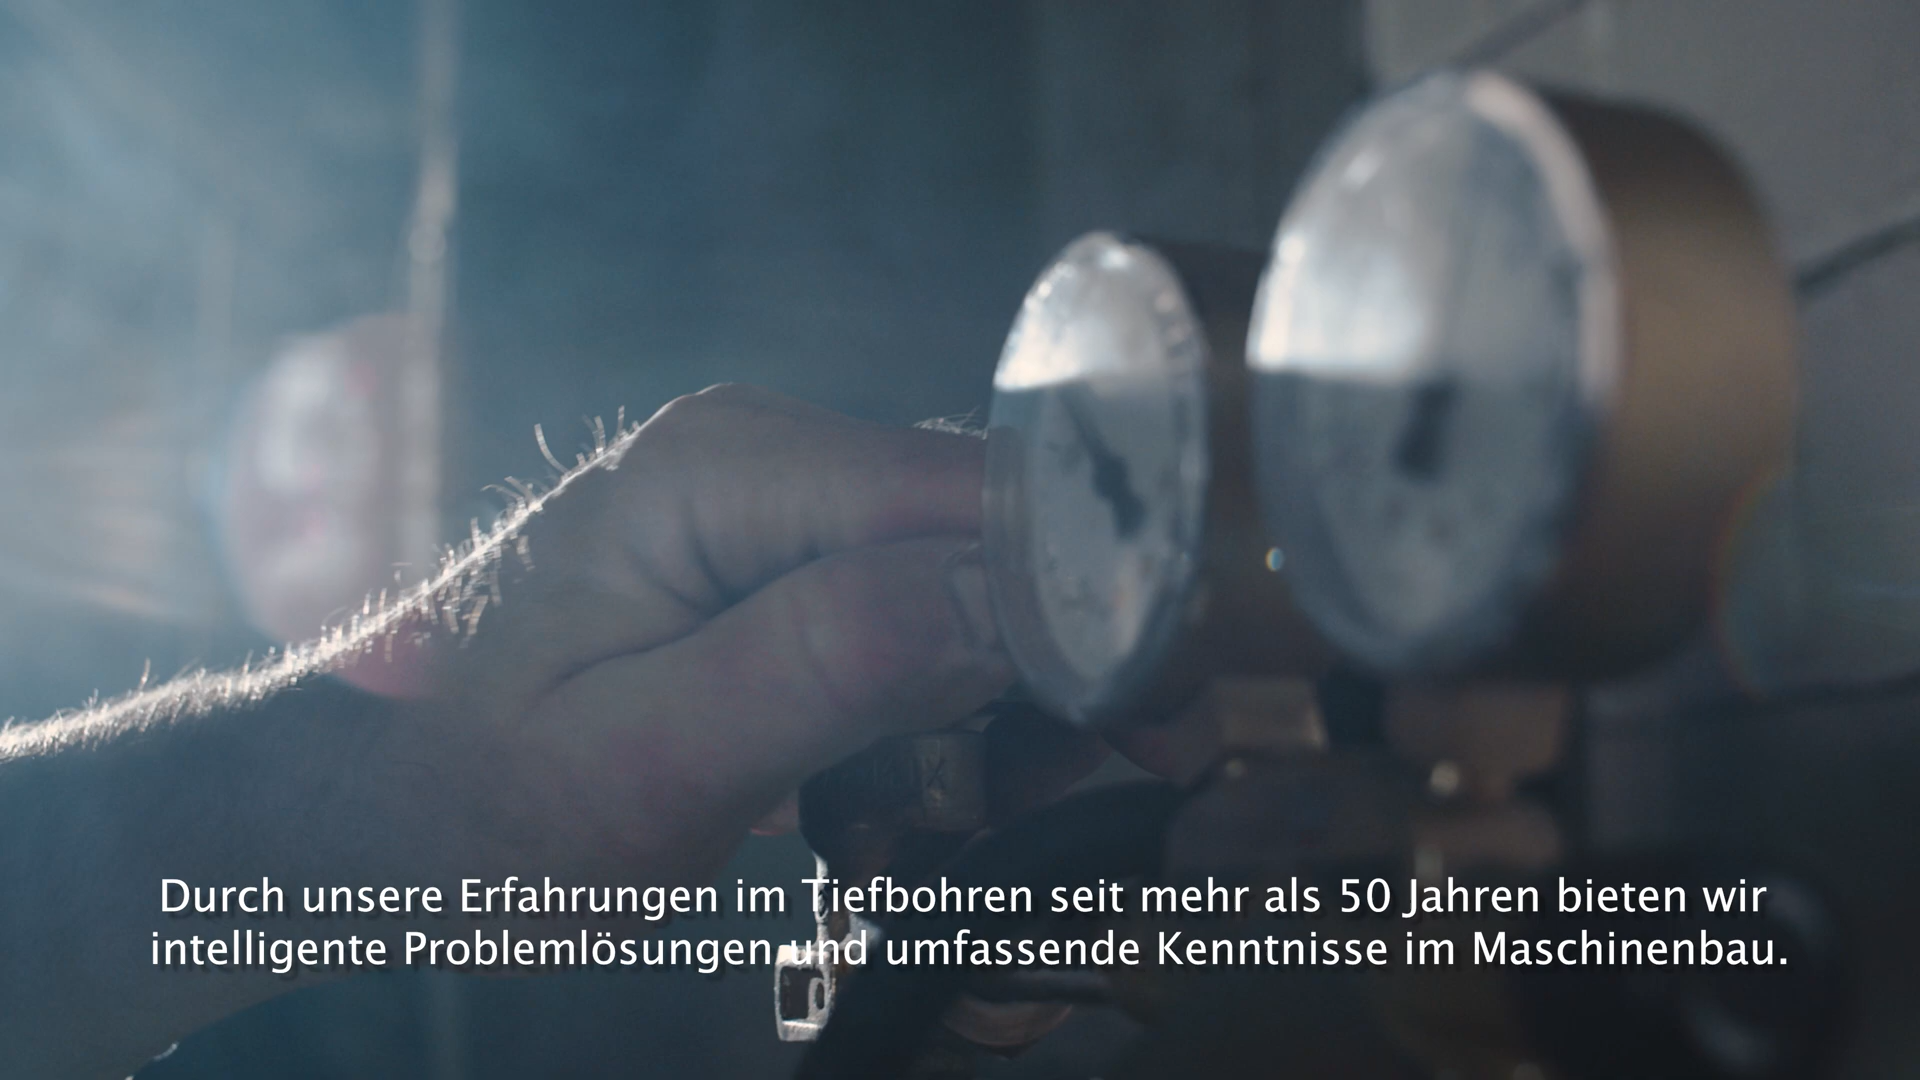 Durch unsere Erfahrungen im Tiefbohren seit mehr als 50 Jahren bieten wir
intelligente Problemlösungen und umfassende Kenntnisse im Maschinenbau.